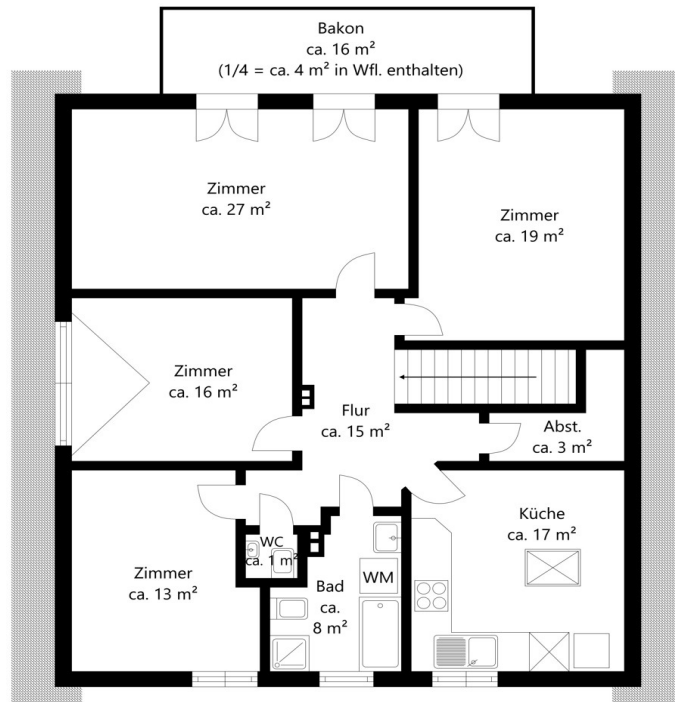 Bakon
ca. 16 m²
(1/4 = ca. 4 m² in Wfl. enthalten)
Zimmer
ca. 27 m²
Zimmer
ca. 19 m²
Zimmer
ca. 16 m²
Flur
ca. 15 m²
Abst.
ca. 3 m²
Küche
ca. 17 m²
WC
ca. 1 m²
Zimmer
ca. 13 m²
Bad
ca.
8 m²
WM